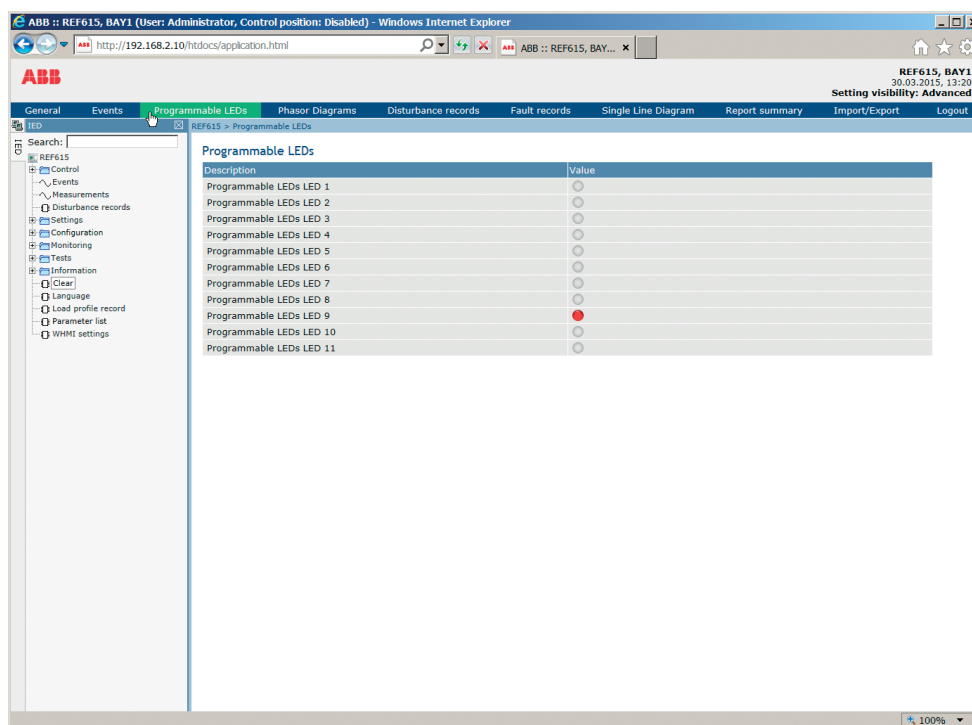 ABB :: REF615, BAY1 (User: Administrator, Control position: Disabled) - Windows Internet Explorer
ABB http://192.168.2.10/htdocs/application.html
ABB ABB :: REF615, BAY... ×
ABB
REF615, BAY1
30.03.2015, 13:20
Setting visibility: Advanced
General Events Programmable LEDs Phasor Diagrams Disturbance records Fault records Single Line Diagram Report summary Import/Export Logout
IED
IED
REF615 > Programmable LEDs
Search:
REF615
Control
Events
Measurements
Disturbance records
Settings
Configuration
Monitoring
Tests
Information
Clear
Language
Load profile record
Parameter list
WHMI settings
Programmable LEDs
Description Value
Programmable LEDs LED 1
Programmable LEDs LED 2
Programmable LEDs LED 3
Programmable LEDs LED 4
Programmable LEDs LED 5
Programmable LEDs LED 6
Programmable LEDs LED 7
Programmable LEDs LED 8
Programmable LEDs LED 9
Programmable LEDs LED 10
Programmable LEDs LED 11
100%